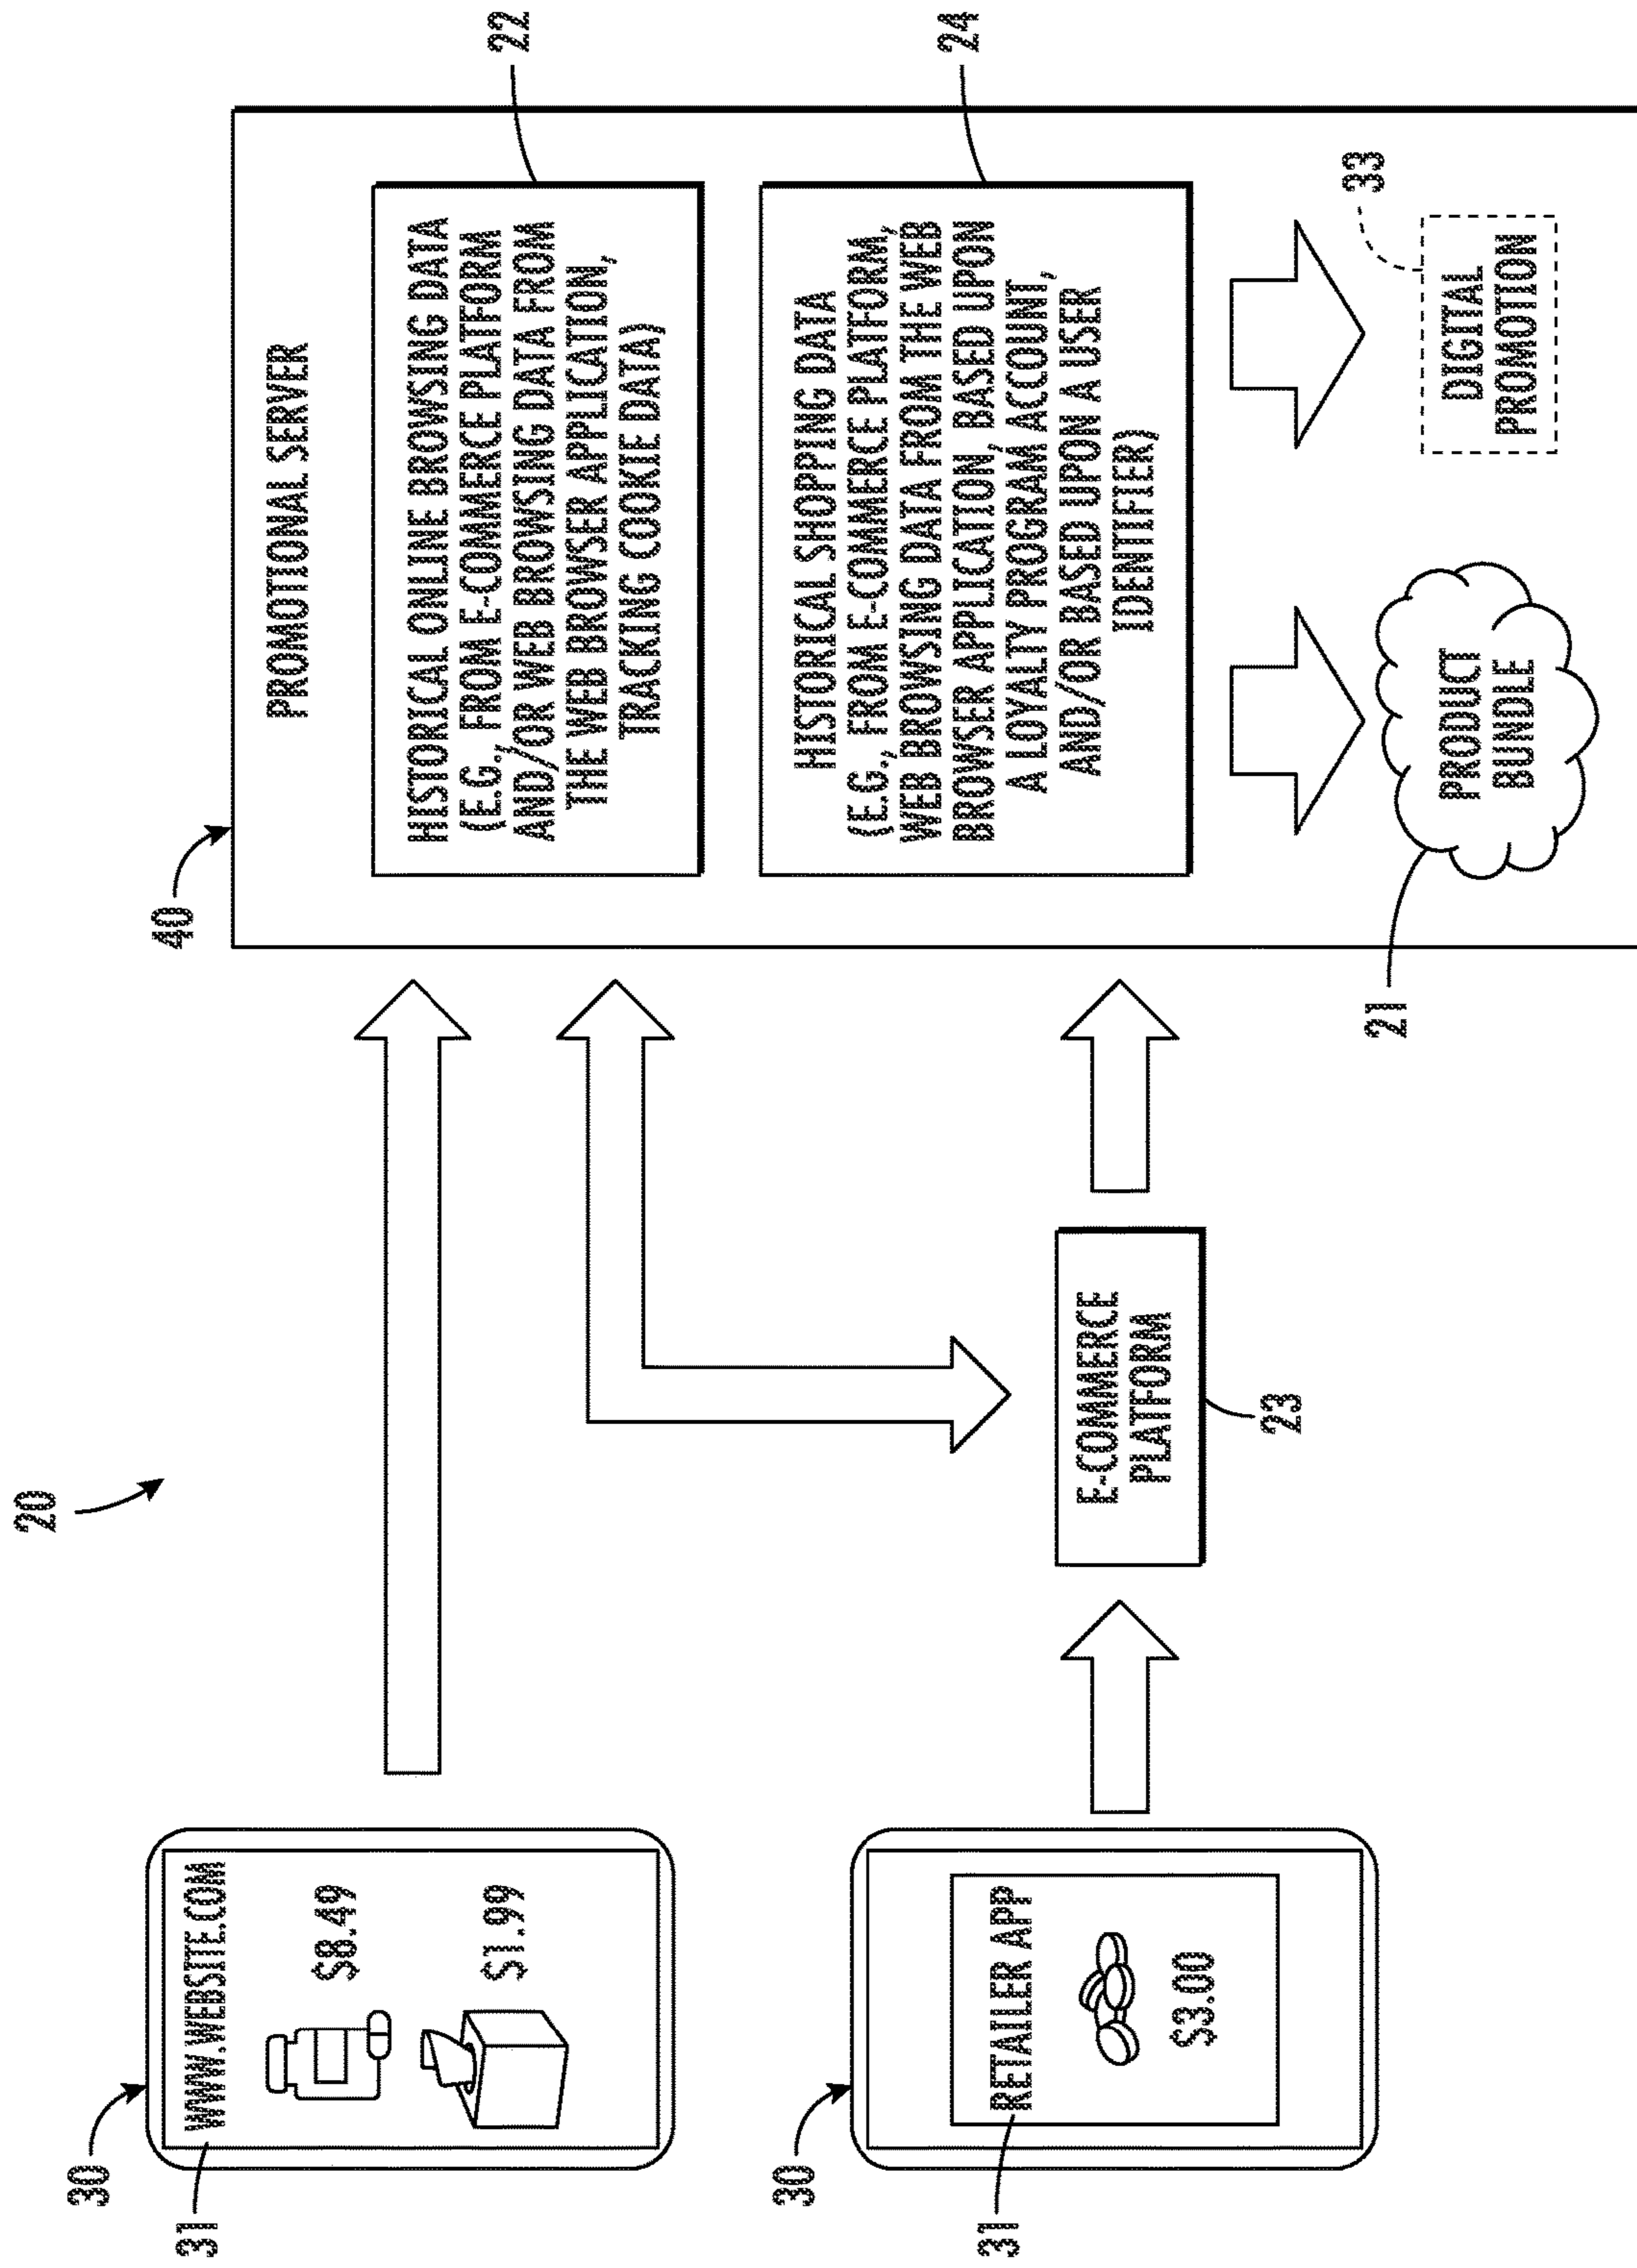 20
30
31
WWW.WEBSITE.COM
$8.49
$1.99
30
31
RETAILER APP
$3.00
E-COMMERCE
PLATFORM
23
40
PROMOTIONAL SERVER
22
HISTORICAL ONLINE BROWSING DATA
(E.G., FROM E-COMMERCE PLATFORM
AND/OR WEB BROWSING DATA FROM
THE WEB BROWSER APPLICATION,
TRACKING COOKIE DATA)
24
HISTORICAL SHOPPING DATA
(E.G., FROM E-COMMERCE PLATFORM,
WEB BROWSING DATA FROM THE WEB
BROWSER APPLICATION, BASED UPON
A LOYALTY PROGRAM ACCOUNT,
AND/OR BASED UPON A USER
IDENTIFIER)
21
PRODUCT
BUNDLE
33
DIGITAL
PROMOTION